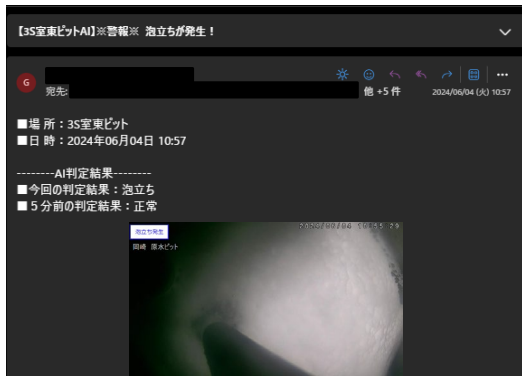 【3S室東ピットAI】※警報※ 泡立ちが発生！
G
宛先:
他 +5 件
2024/06/04 (火) 10:57
■場 所：3S室東ピット
■日 時：2024年06月04日 10:57
--------AI判定結果--------
■今回の判定結果：泡立ち
■５分前の判定結果：正常
泡立ち発生
岡崎 原水ピット